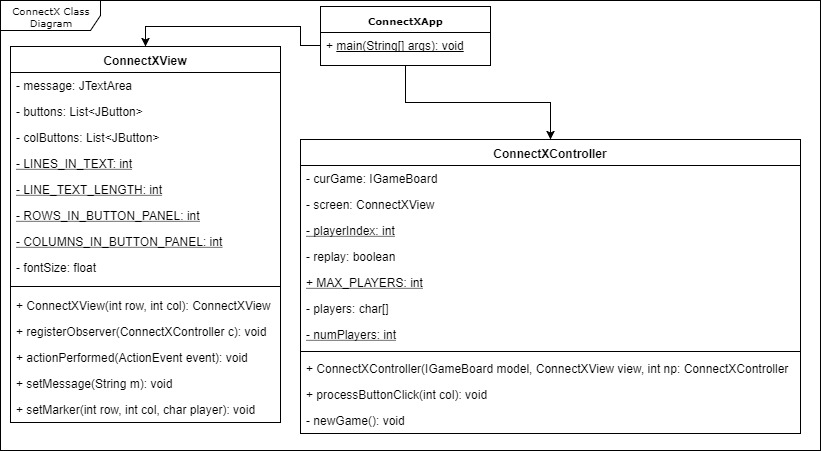 ConnectX Class
Diagram
ConnectXApp
+ main(String[] args): void
ConnectXView
- message: JTextArea
- buttons: List<JButton>
- colButtons: List<JButton>
- LINES_IN_TEXT: int
- LINE_TEXT_LENGTH: int
- ROWS_IN_BUTTON_PANEL: int
- COLUMNS_IN_BUTTON_PANEL: int
- fontSize: float
+ ConnectXView(int row, int col): ConnectXView
+ registerObserver(ConnectXController c): void
+ actionPerformed(ActionEvent event): void
+ setMessage(String m): void
+ setMarker(int row, int col, char player): void
ConnectXController
- curGame: IGameBoard
- screen: ConnectXView
- playerIndex: int
- replay: boolean
+ MAX_PLAYERS: int
- players: char[]
- numPlayers: int
+ ConnectXController(IGameBoard model, ConnectXView view, int np: ConnectXController
+ processButtonClick(int col): void
- newGame(): void